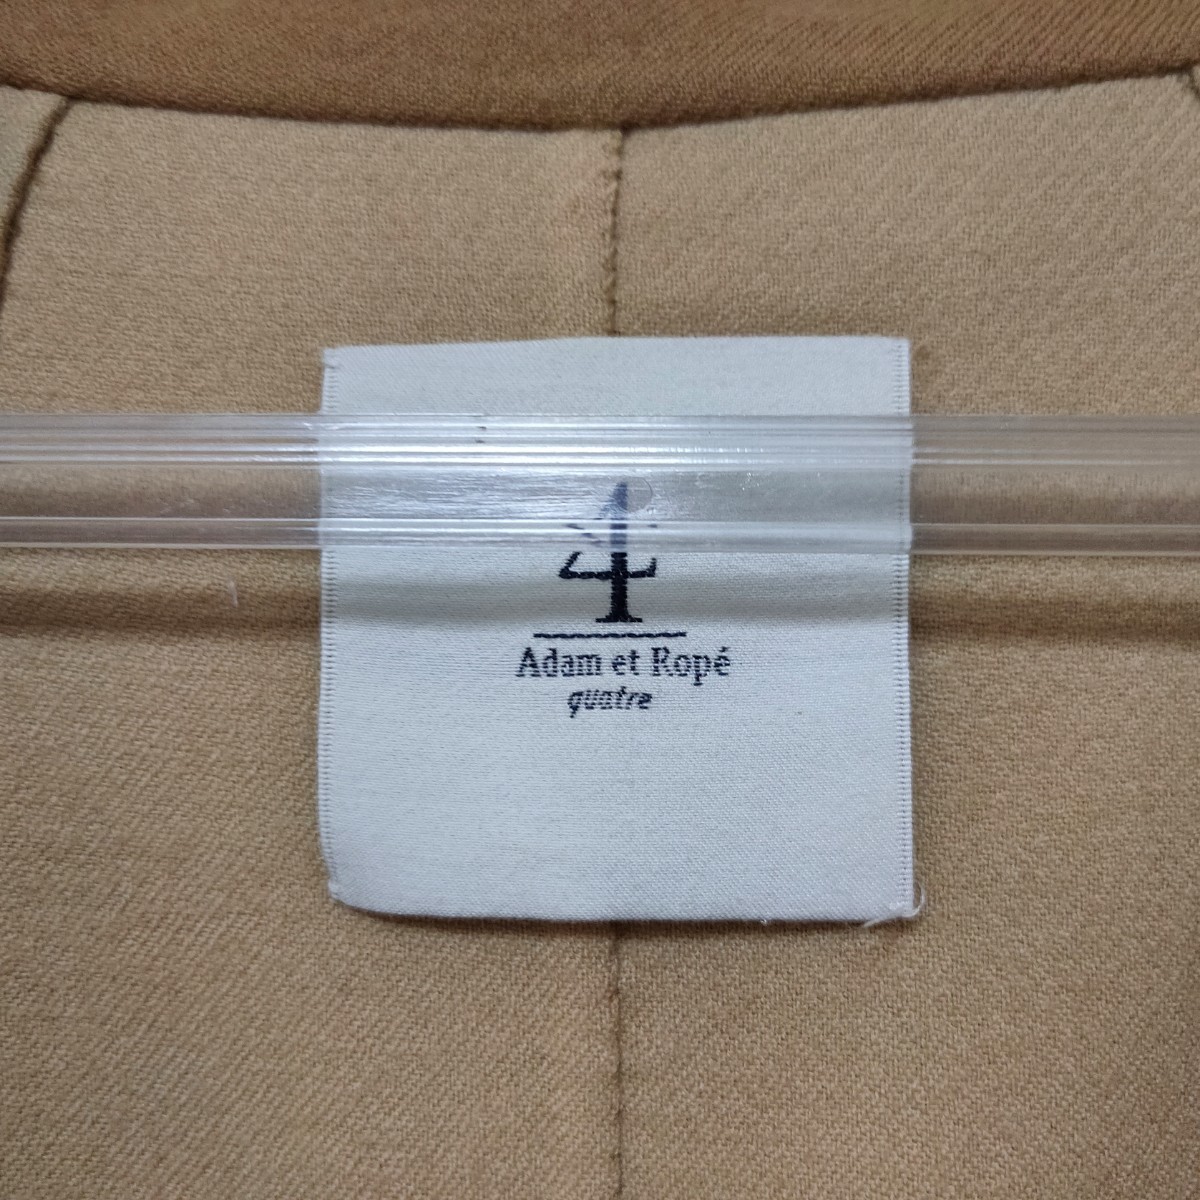 4
Adam et Ropé
quatre